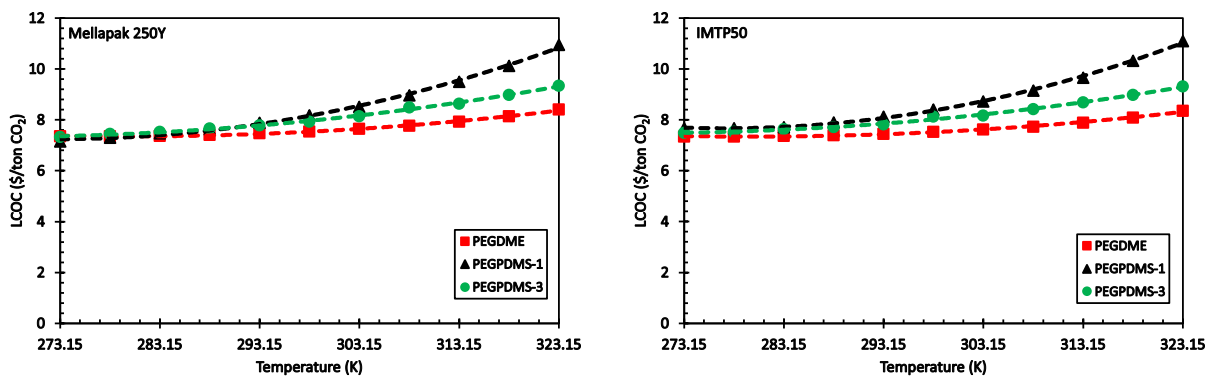 Mellapak 250Y
LCOC ($/ton CO₂)
12
10
8
6
4
2
0
PEGDME
PEGPDMS-1
PEGPDMS-3
273.15 283.15 293.15 303.15 313.15 323.15
Temperature (K)
IMTP50
LCOC ($/ton CO₂)
12
10
8
6
4
2
0
PEGDME
PEGPDMS-1
PEGPDMS-3
273.15 283.15 293.15 303.15 313.15 323.15
Temperature (K)